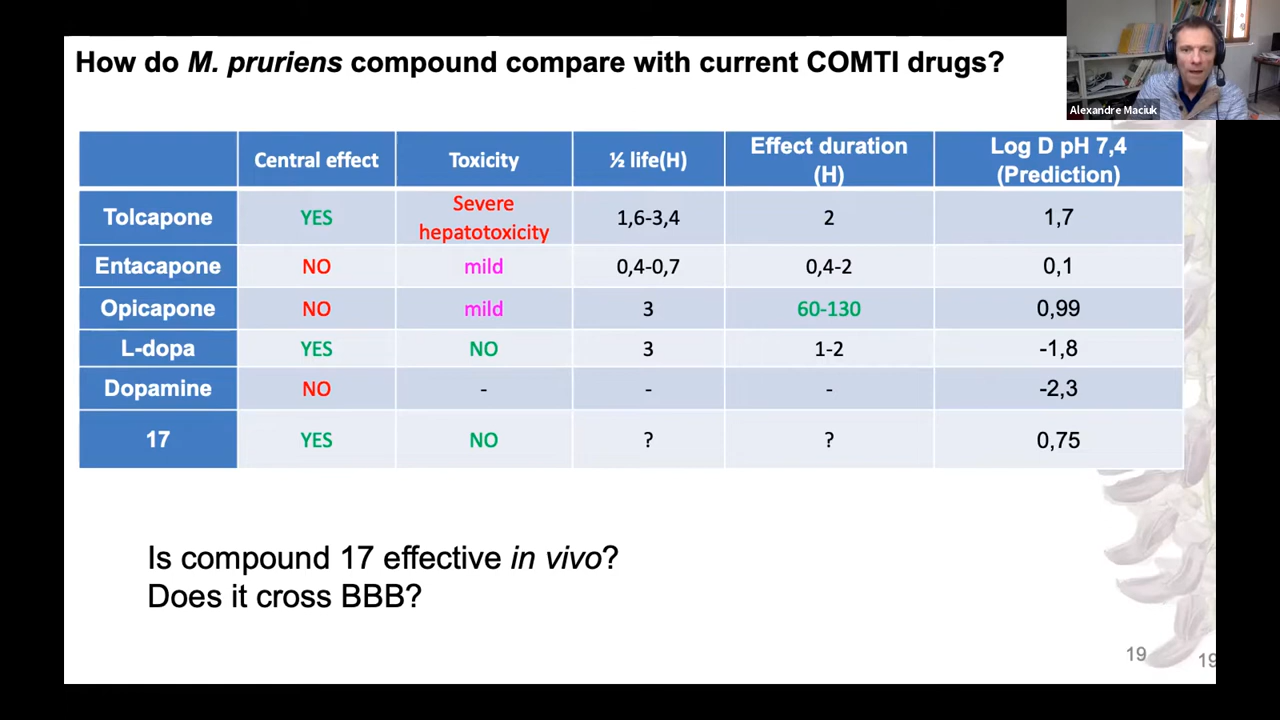 How do M. pruriens compound compare with current COMTI drugs?
Alexandre Maciuk
Central effect Toxicity ½ life(H) Effect duration (H) Log D pH 7,4 (Prediction)
Tolcapone YES Severe hepatotoxicity 1,6-3,4 2 1,7
Entacapone NO mild 0,4-0,7 0,4-2 0,1
Opicapone NO mild 3 60-130 0,99
L-dopa YES NO 3 1-2 -1,8
Dopamine NO - - - -2,3
17 YES NO ? ? 0,75
Is compound 17 effective in vivo?
Does it cross BBB?
19
19